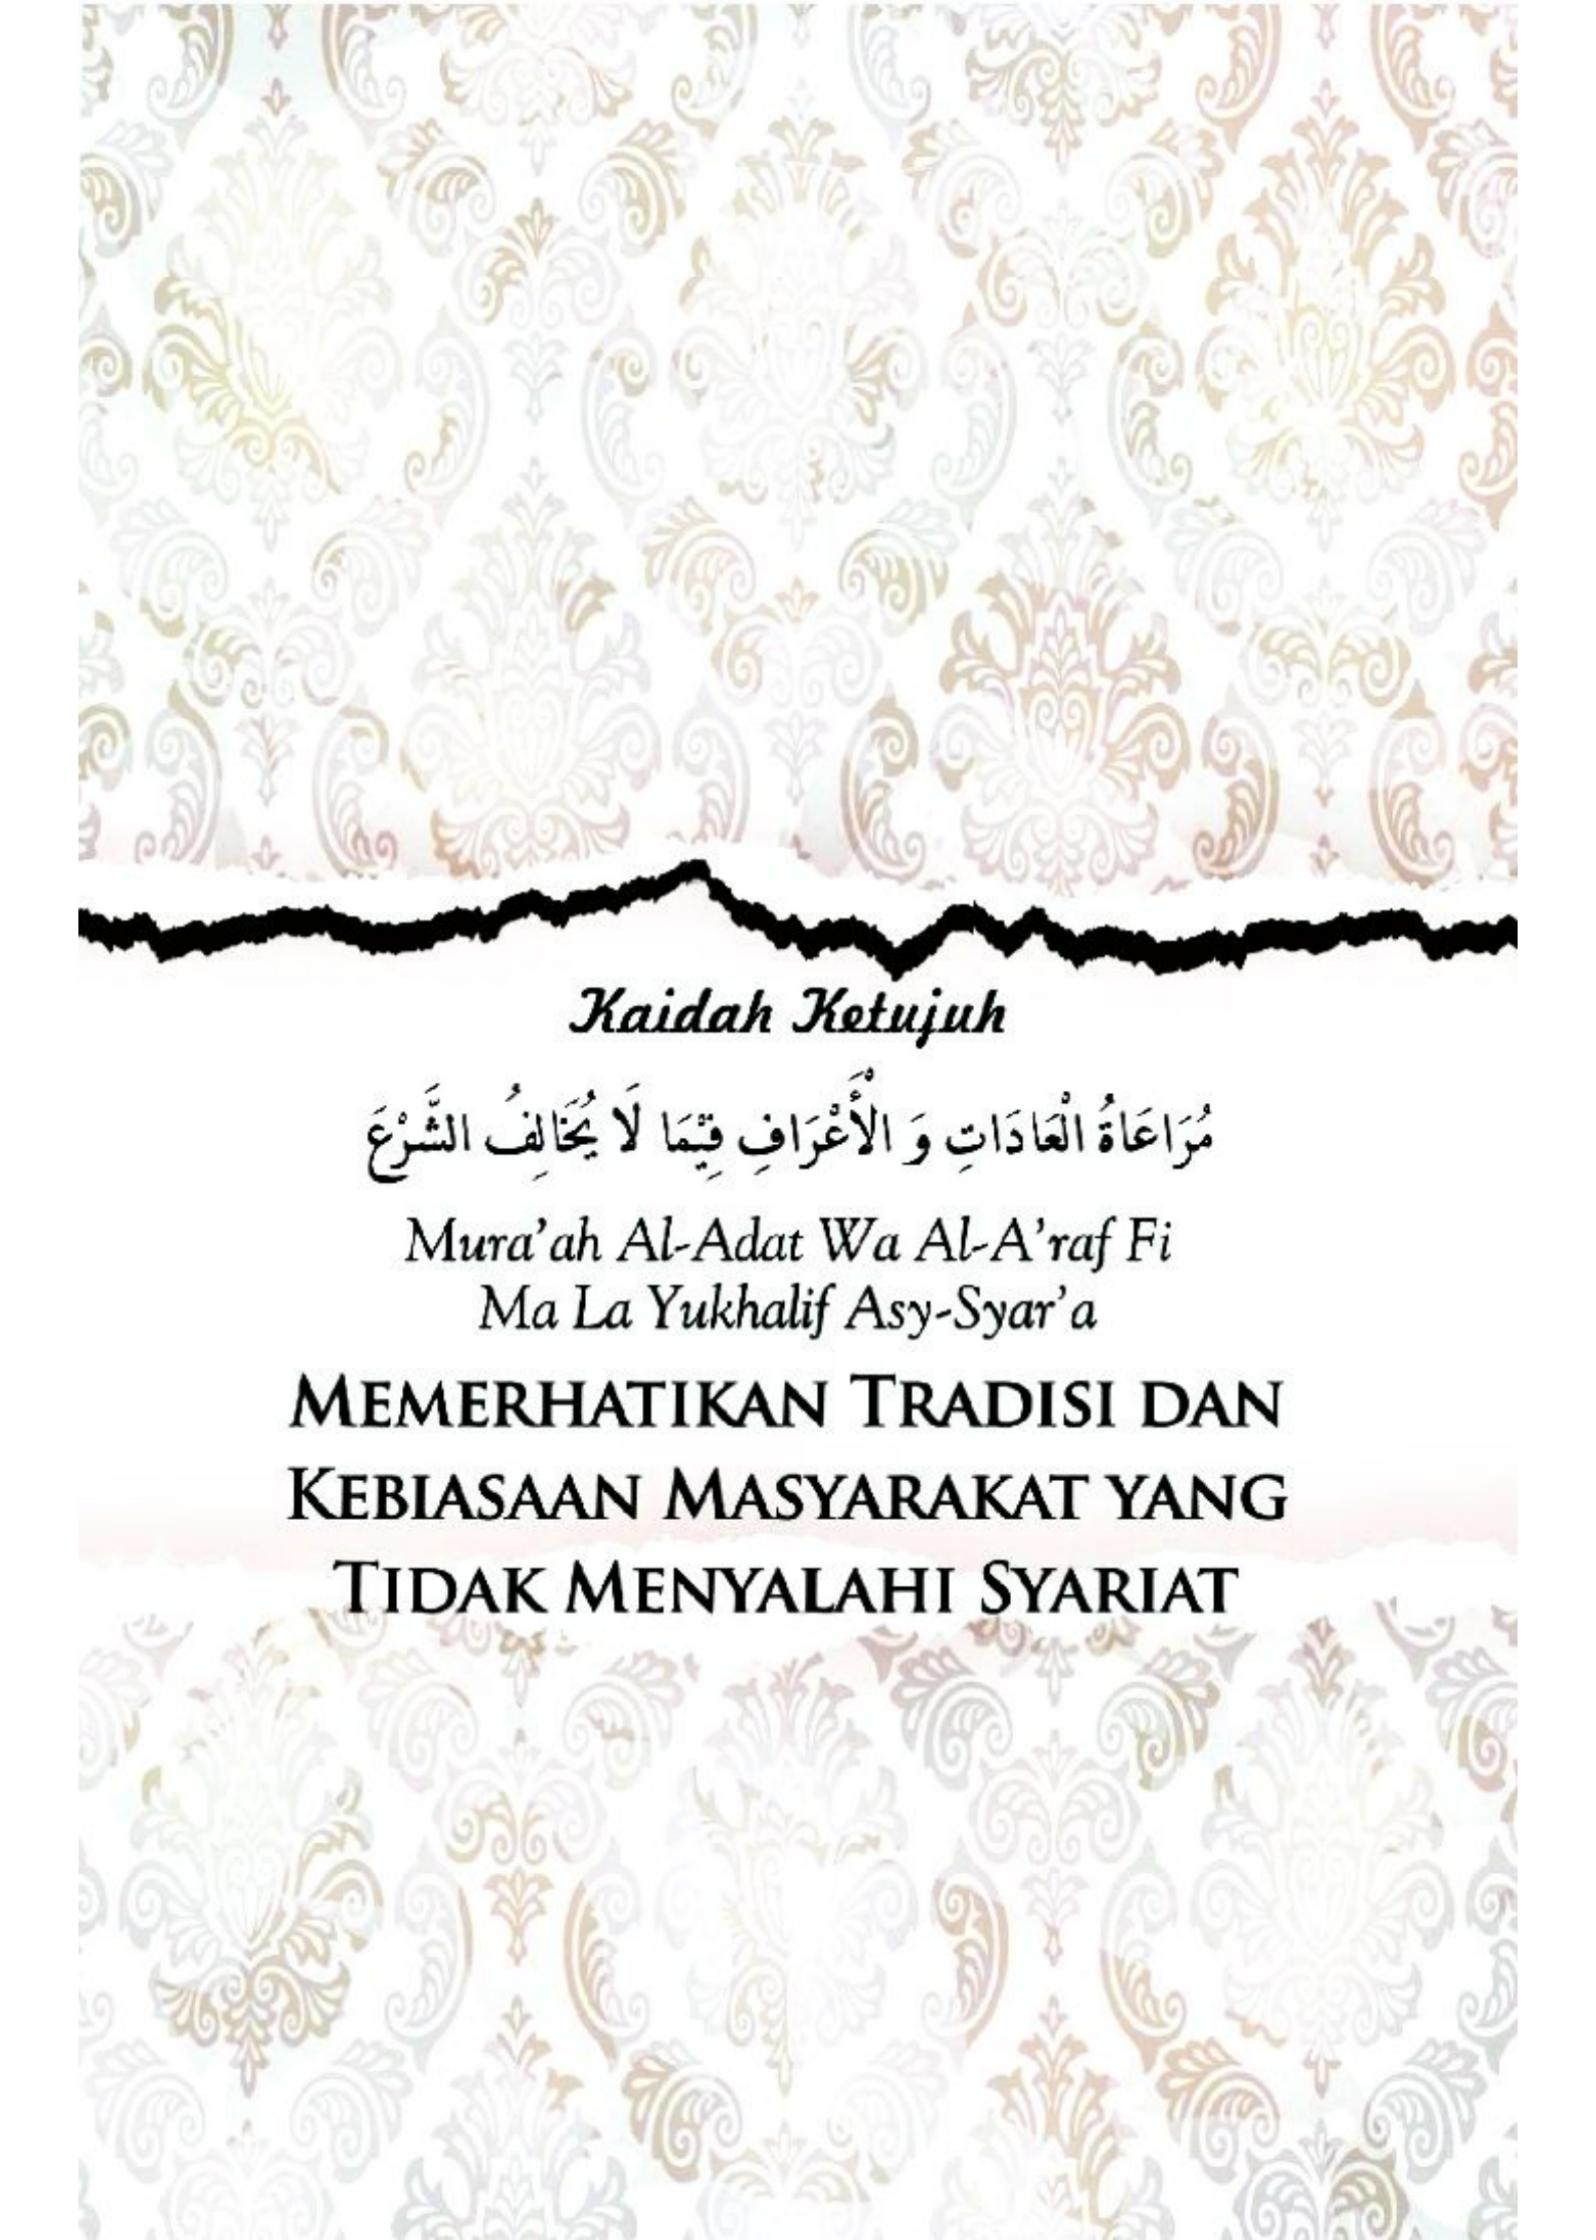 Kaidah Ketujuh
مُرَاعَاةُ الْعَادَاتِ وَ الْأَعْرَافِ فِيْمَا لَا يُخَالِفُ الشَّرْعَ
Mura'ah Al-Adat Wa Al-A'raf Fi
Ma La Yukhalif Asy-Syar'a
MEMERHATIKAN TRADISI DAN
KEBIASAAN MASYARAKAT YANG
TIDAK MENYALAHI SYARIAT